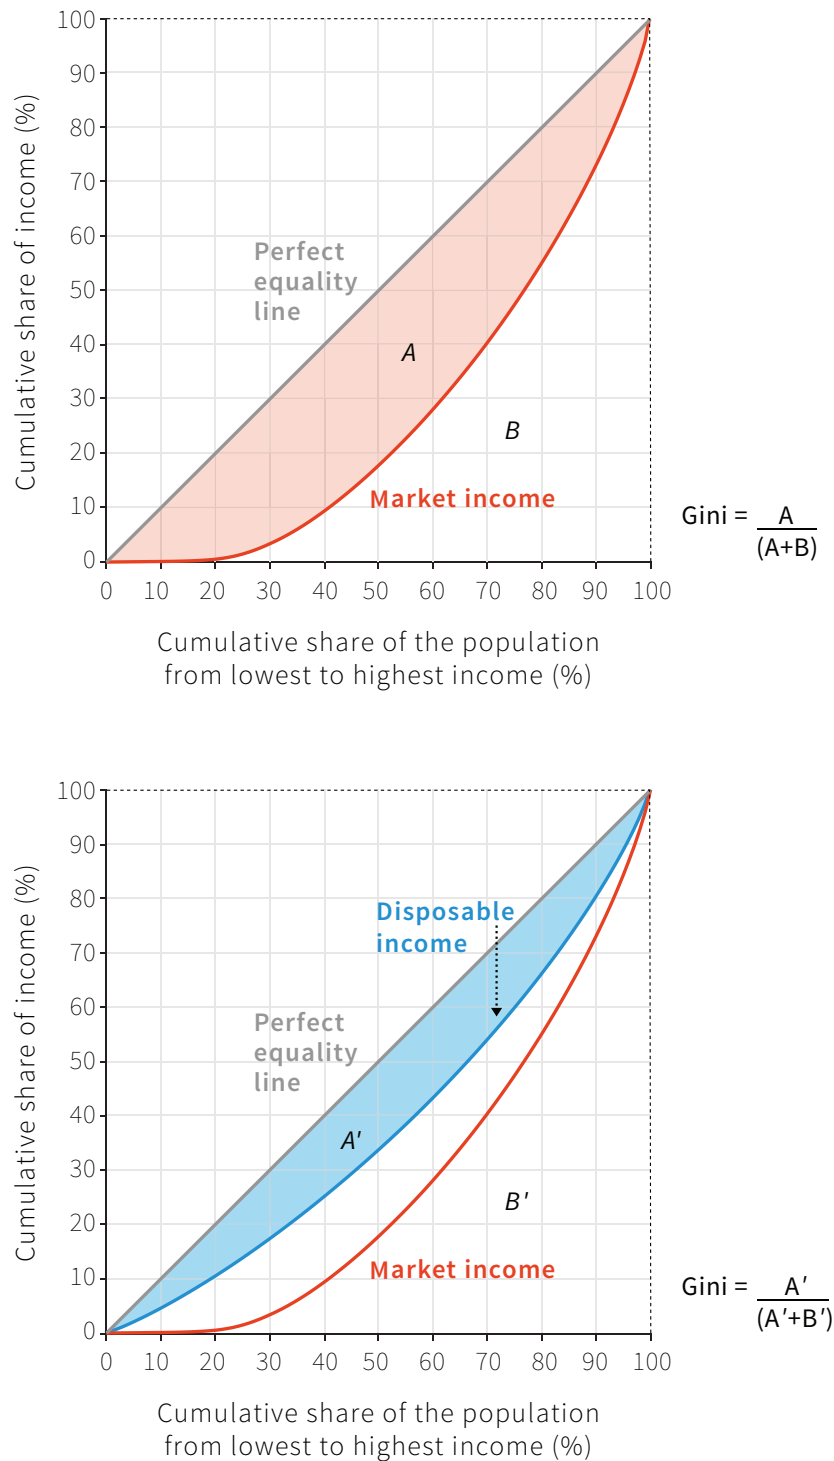 100
90
80
70
60
50
40
30
20
10
0
Cumulative share of income (%)
Perfect
equality
line
A
B
Market income
Gini = A
(A+B)
0 10 20 30 40 50 60 70 80 90 100
Cumulative share of the population
from lowest to highest income (%)
100
90
80
70
60
50
40
30
20
10
0
Cumulative share of income (%)
Disposable
income
Perfect
equality
line
A′
B′
Market income
Gini = A′
(A′+B′)
0 10 20 30 40 50 60 70 80 90 100
Cumulative share of the population
from lowest to highest income (%)